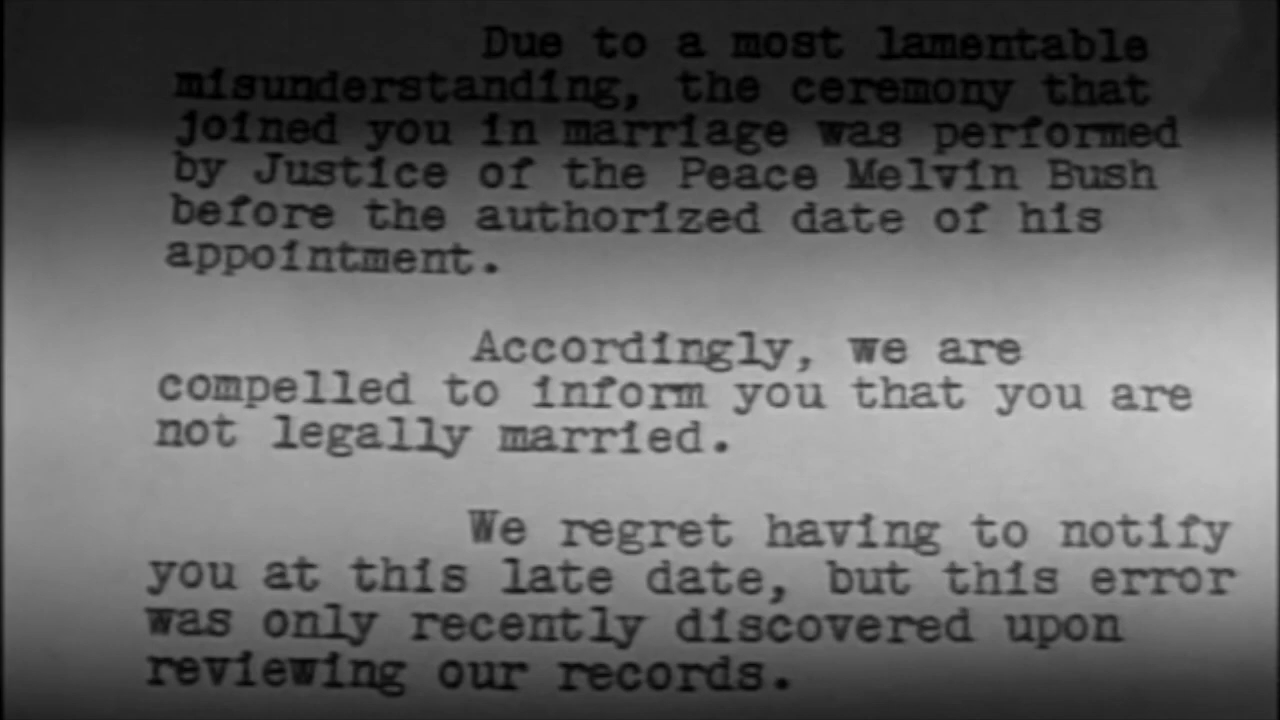 Due to a most lamentable
misunderstanding, the ceremony that
joined you in marriage was performed
by Justice of the Peace Melvin Bush
before the authorized date of his
appointment.
Accordingly, we are
compelled to inform you that you are
not legally married.
We regret having to notify
you at this late date, but this error
was only recently discovered upon
reviewing our records.